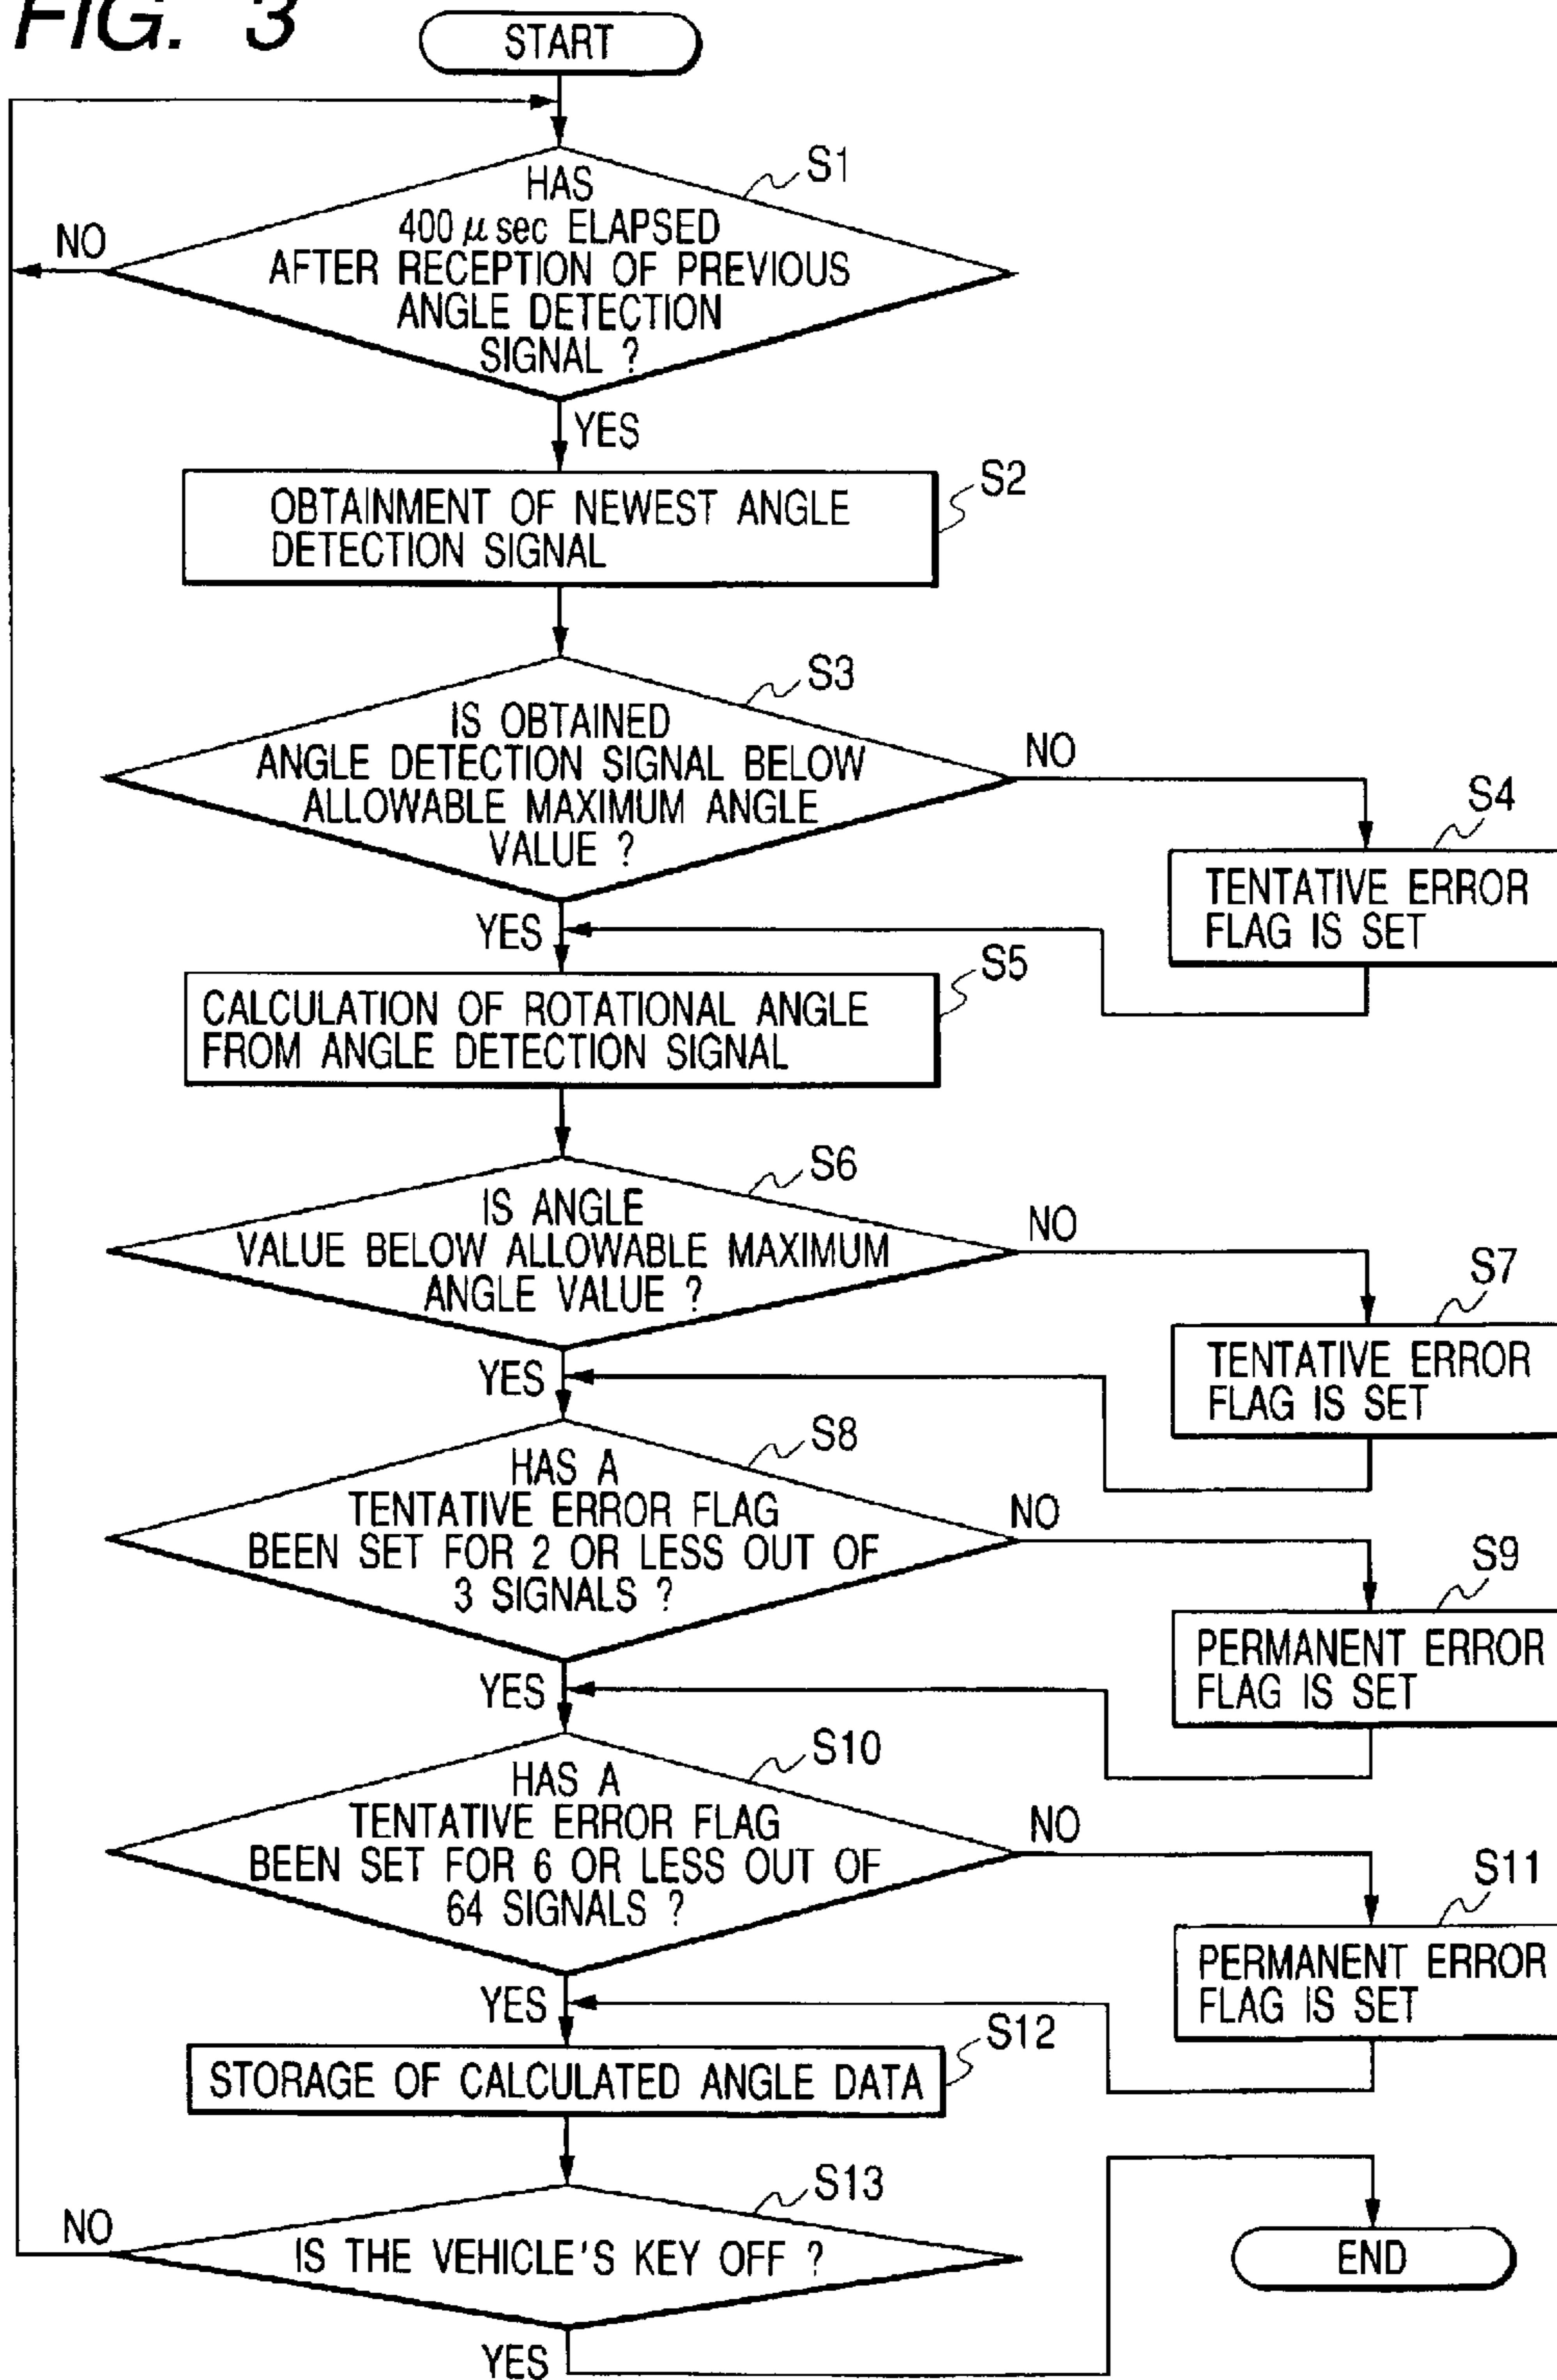 FIG. 3
START
S1
HAS
400 μ sec ELAPSED
AFTER RECEPTION OF PREVIOUS
ANGLE DETECTION
SIGNAL ?
NO
YES
S2
OBTAINMENT OF NEWEST ANGLE
DETECTION SIGNAL
S3
IS OBTAINED
ANGLE DETECTION SIGNAL BELOW
ALLOWABLE MAXIMUM ANGLE
VALUE ?
NO
S4
TENTATIVE ERROR
FLAG IS SET
YES
S5
CALCULATION OF ROTATIONAL ANGLE
FROM ANGLE DETECTION SIGNAL
S6
IS ANGLE
VALUE BELOW ALLOWABLE MAXIMUM
ANGLE VALUE ?
NO
S7
TENTATIVE ERROR
FLAG IS SET
YES
S8
HAS A
TENTATIVE ERROR FLAG
BEEN SET FOR 2 OR LESS OUT OF
3 SIGNALS ?
NO
S9
PERMANENT ERROR
FLAG IS SET
YES
S10
HAS A
TENTATIVE ERROR FLAG
BEEN SET FOR 6 OR LESS OUT OF
64 SIGNALS ?
NO
S11
PERMANENT ERROR
FLAG IS SET
YES
S12
STORAGE OF CALCULATED ANGLE DATA
S13
IS THE VEHICLE'S KEY OFF ?
NO
YES
END